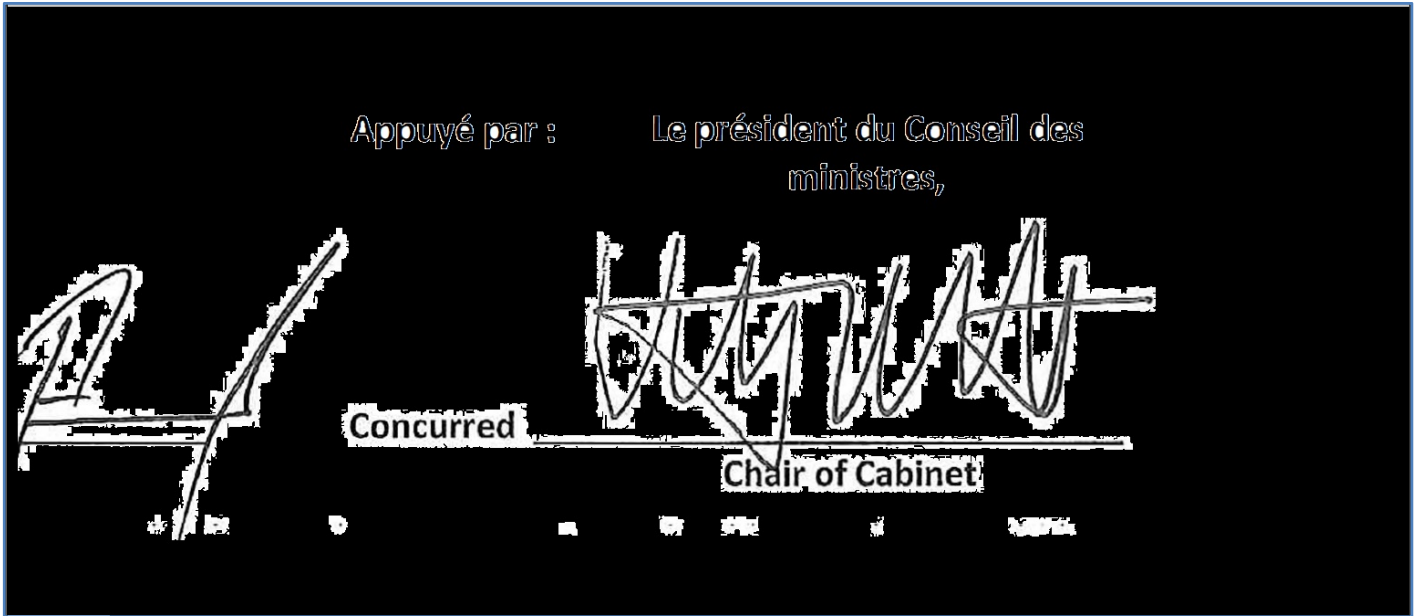 Appuyé par : Le président du Conseil des
ministres,
Concurred
Chair of Cabinet